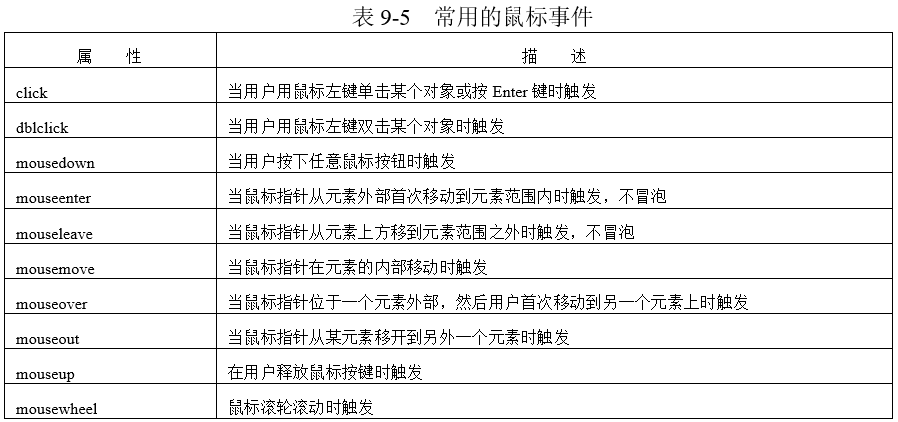 表 9-5 常用的鼠标事件
属 性 描 述
click 当用户用鼠标左键单击某个对象或按 Enter 键时触发
dblclick 当用户用鼠标左键双击某个对象时触发
mousedown 当用户按下任意鼠标按钮时触发
mouseenter 当鼠标指针从元素外部首次移动到元素范围内时触发，不冒泡
mouseleave 当鼠标指针从元素上方移到元素范围之外时触发，不冒泡
mousemove 当鼠标指针在元素的内部移动时触发
mouseover 当鼠标指针位于一个元素外部，然后用户首次移动到另一个元素上时触发
mouseout 当鼠标指针从某元素移开到另外一个元素时触发
mouseup 在用户释放鼠标按键时触发
mousewheel 鼠标滚轮滚动时触发